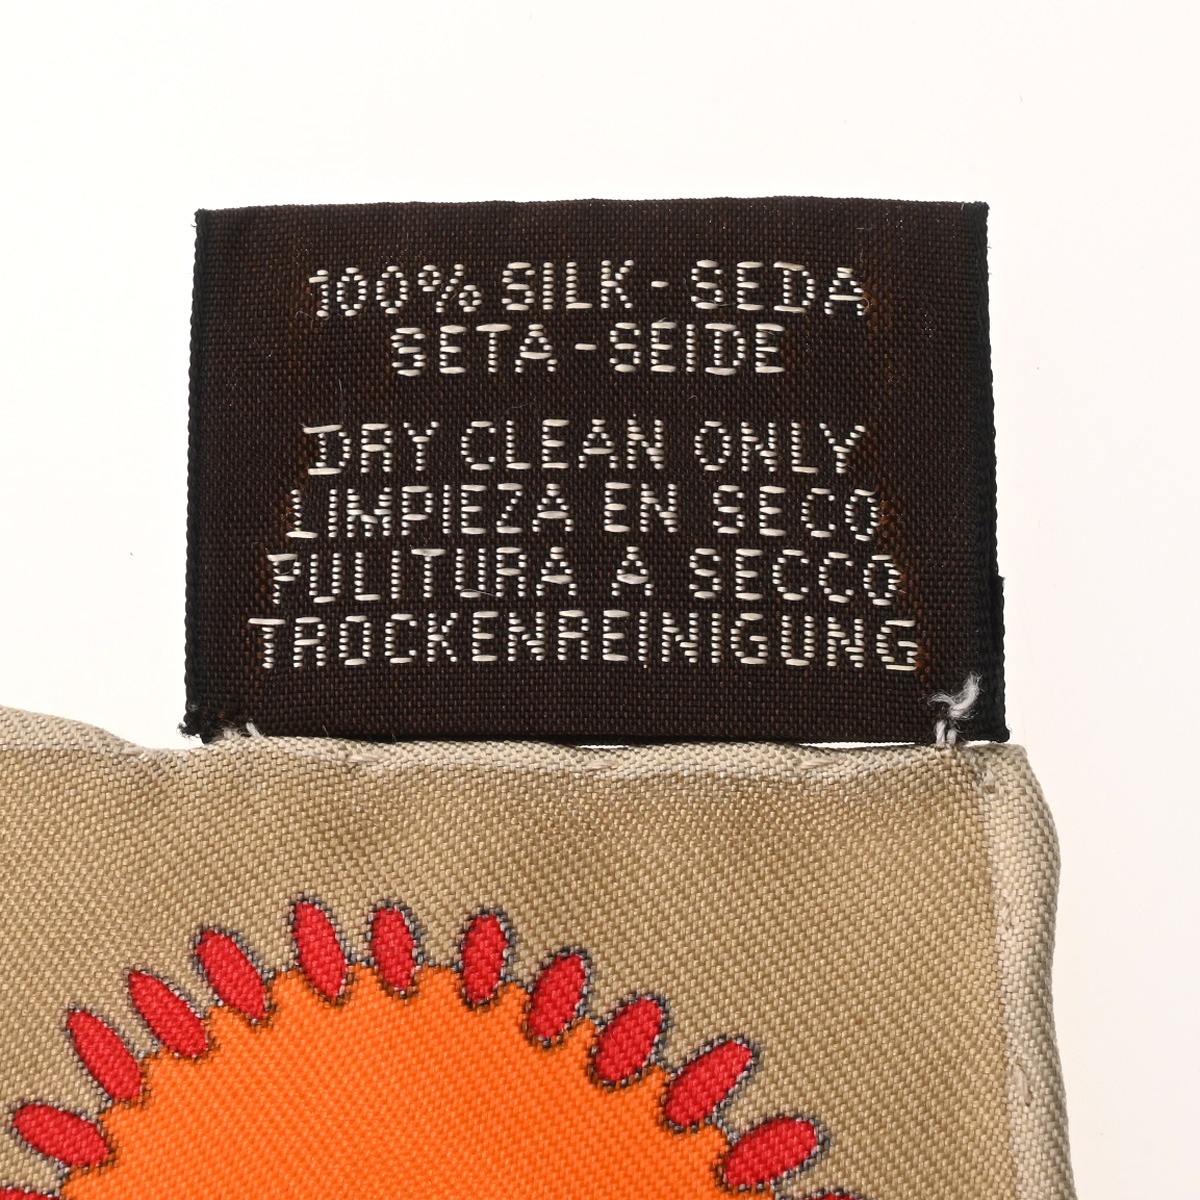 100% SILK - SEDA
SETA - SEIDE
DRY CLEAN ONLY
LIMPIEZA EN SECO
PULITURA A SECCO
TROCKENREINIGUNG